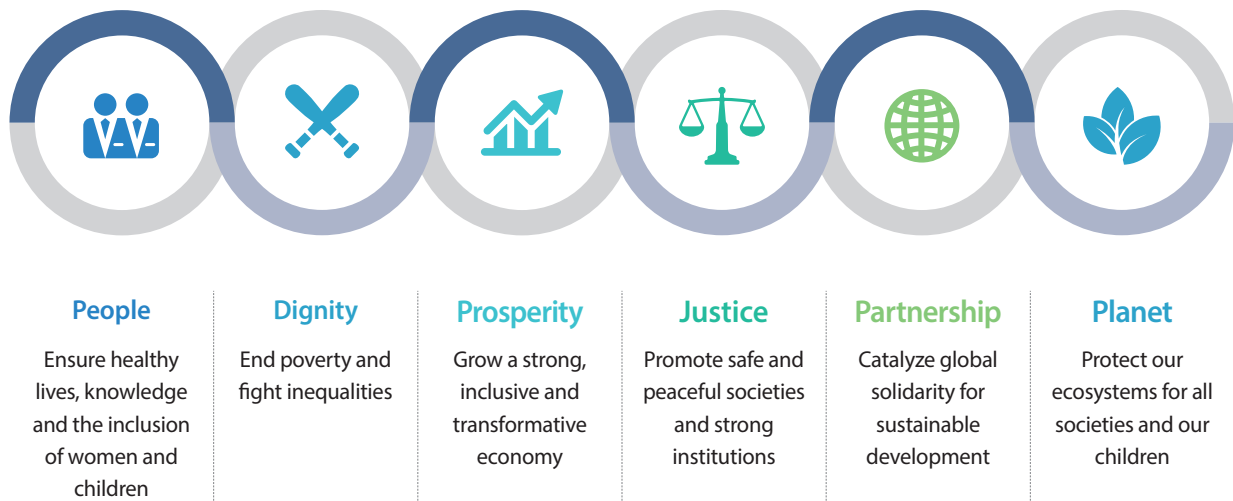 People
Ensure healthy
lives, knowledge
and the inclusion
of women and
children
Dignity
End poverty and
fight inequalities
Prosperity
Grow a strong,
inclusive and
transformative
economy
Justice
Promote safe and
peaceful societies
and strong
institutions
Partnership
Catalyze global
solidarity for
sustainable
development
Planet
Protect our
ecosystems for all
societies and our
children